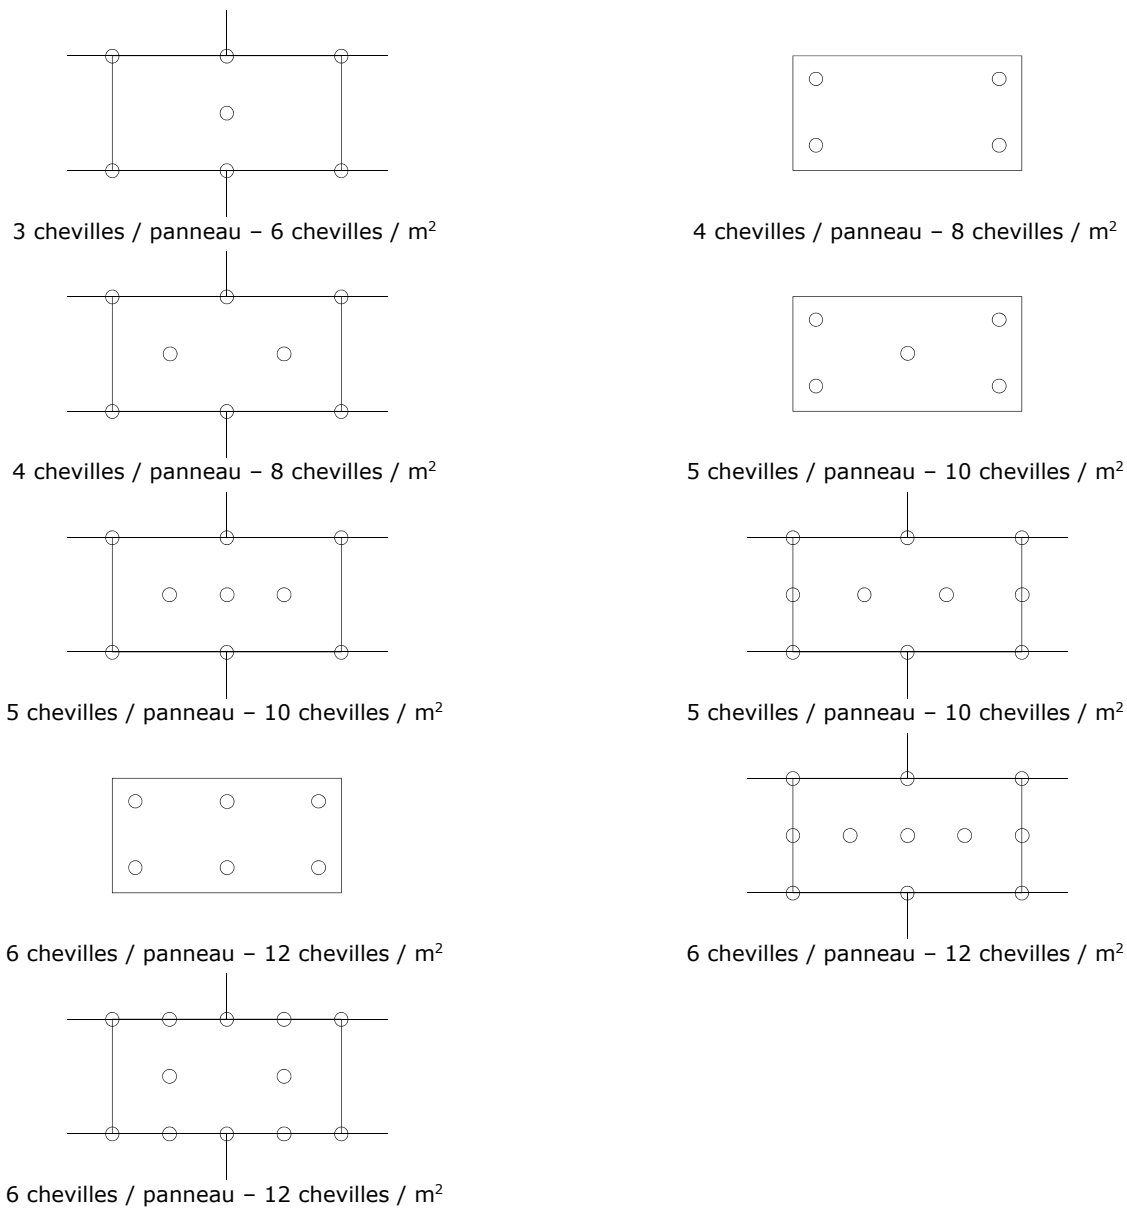 3 chevilles / panneau – 6 chevilles / m²
4 chevilles / panneau – 8 chevilles / m²
4 chevilles / panneau – 8 chevilles / m²
5 chevilles / panneau – 10 chevilles / m²
5 chevilles / panneau – 10 chevilles / m²
5 chevilles / panneau – 10 chevilles / m²
6 chevilles / panneau – 12 chevilles / m²
6 chevilles / panneau – 12 chevilles / m²
6 chevilles / panneau – 12 chevilles / m²